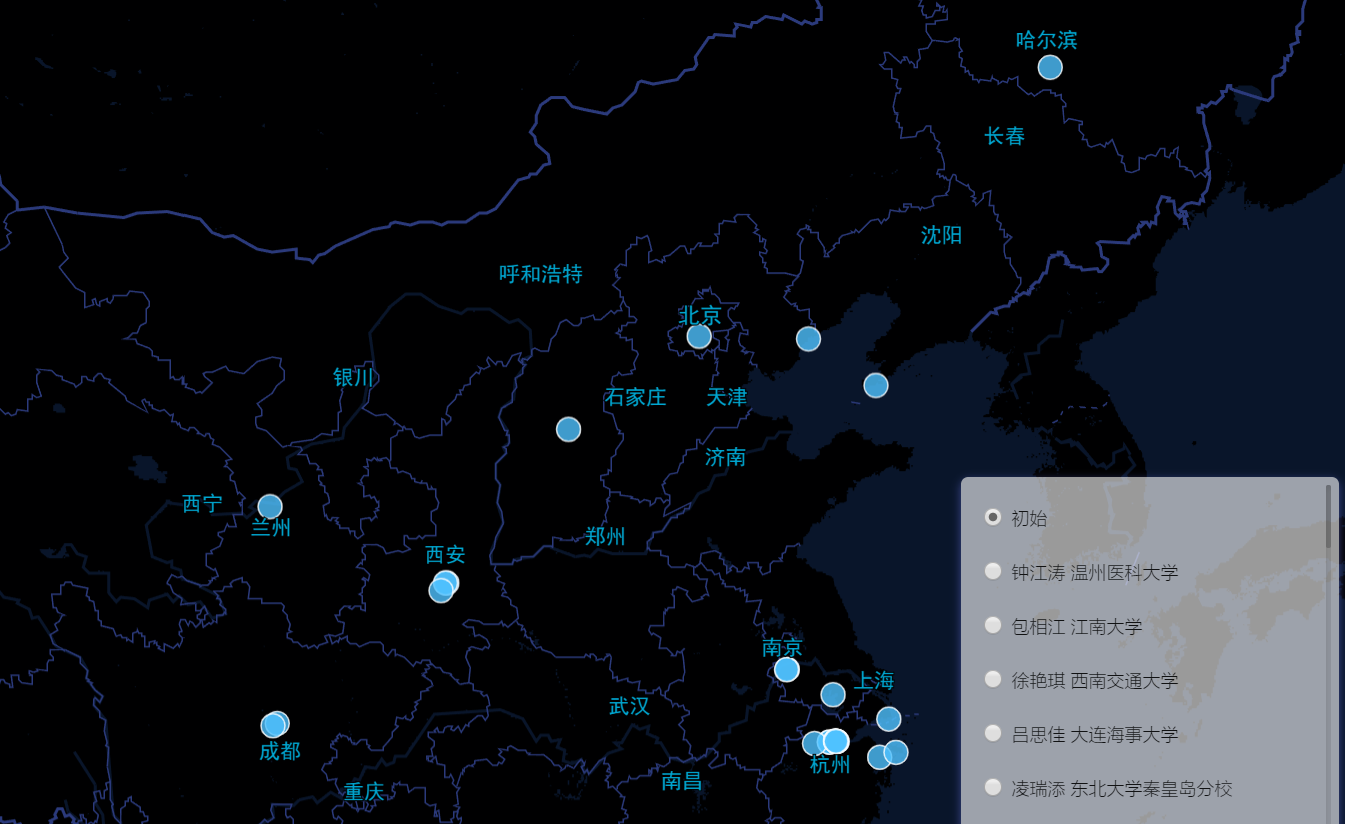 哈尔滨
长春
沈阳
呼和浩特
北京
银川
石家庄
天津
济南
西宁
兰州
郑州
西安
南京
上海
武汉
成都
杭州
南昌
重庆
初始
钟江涛 温州医科大学
包相江 江南大学
徐艳琪 西南交通大学
吕思佳 大连海事大学
凌瑞添 东北大学秦皇岛分校